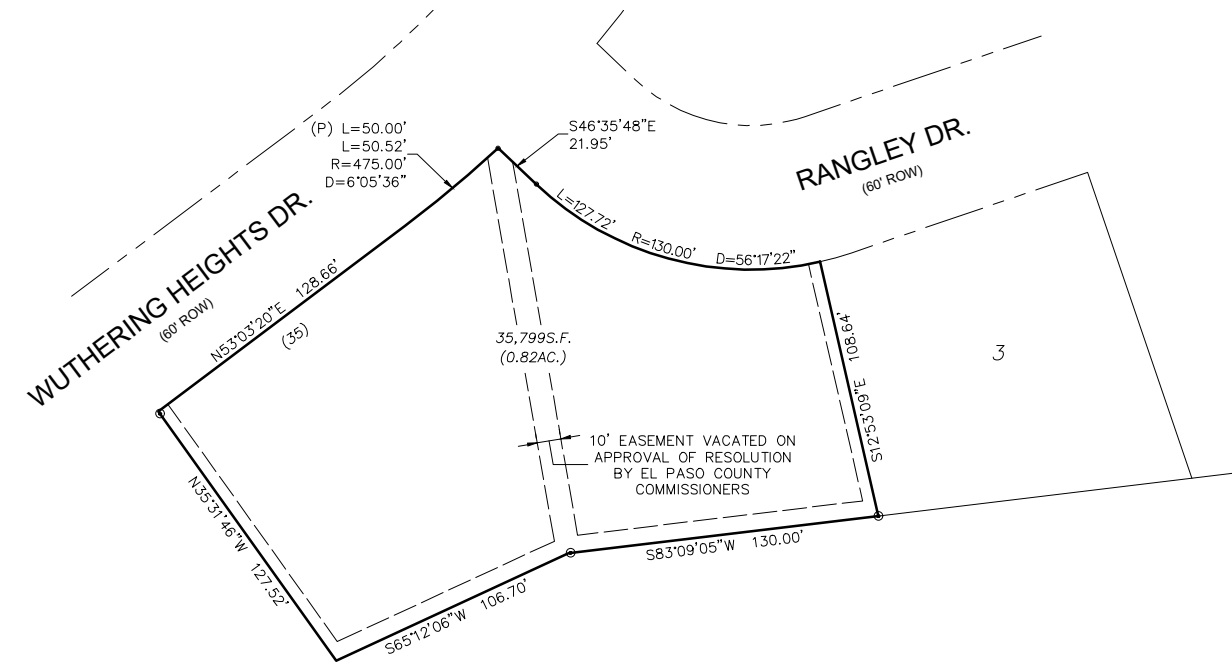 (P) L=50.00'
L=50.52'
R=475.00'
D=6°05'36"
S46°35'48"E
21.95'
WUTHERING HEIGHTS DR.
(60' ROW)
RANGLEY DR.
(60' ROW)
L=127.72' R=130.00' D=56°17'22"
N53°03'20"E 128.66'
(35)
35,799S.F.
(0.82AC.)
3
S12°53'09"E 108.64'
10' EASEMENT VACATED ON
APPROVAL OF RESOLUTION
BY EL PASO COUNTY
COMMISSIONERS
N35°31'46"W 127.52'
S83°09'05"W 130.00'
S65°12'06"W 106.70'